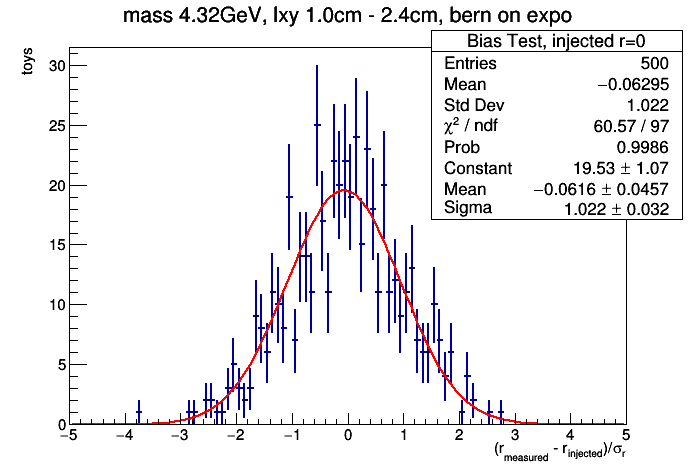 mass 4.32GeV, lxy 1.0cm - 2.4cm, bern on expo
toys
Bias Test, injected r=0
Entries 500
Mean −0.06295
Std Dev 1.022
χ² / ndf 60.57 / 97
Prob 0.9986
Constant 19.53 ± 1.07
Mean −0.0616 ± 0.0457
Sigma 1.022 ± 0.032
30
25
20
15
10
5
0
−5 −4 −3 −2 −1 0 1 2 3 4 5
(r_measured - r_injected)/σ_r